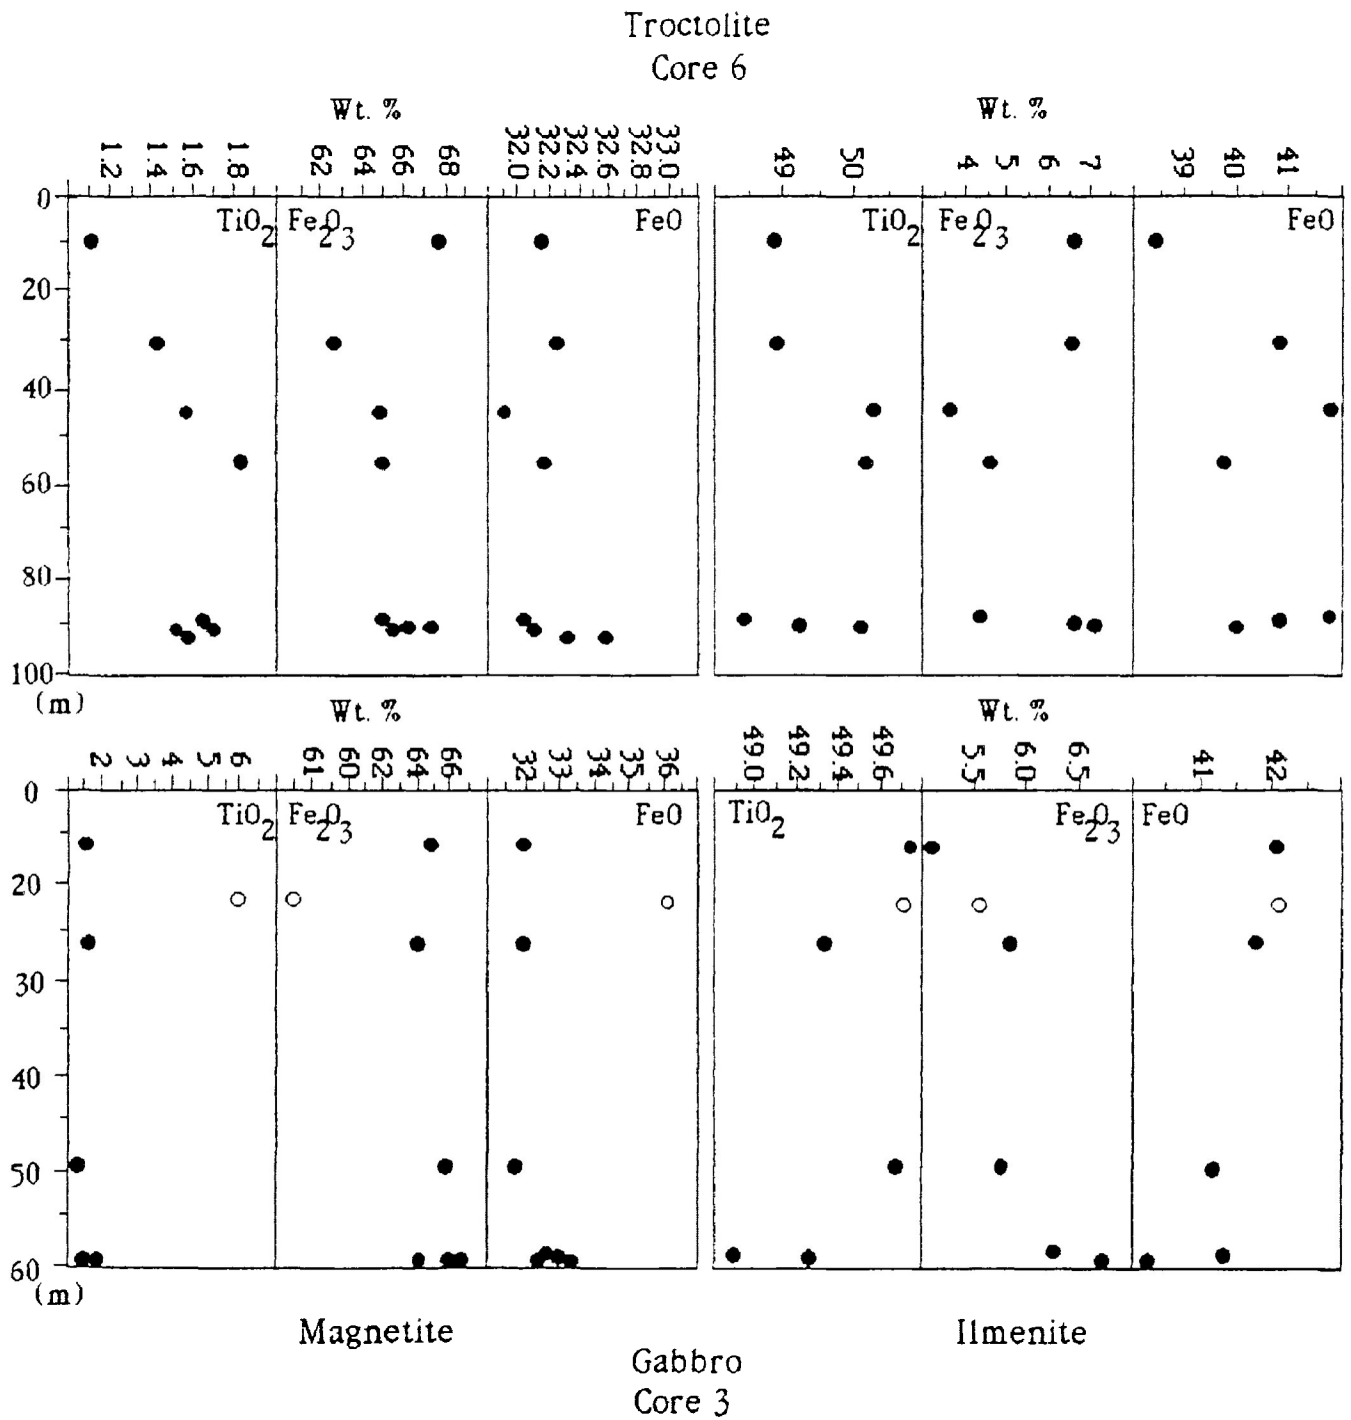 Troctolite
Core 6
Wt. % Wt. %
1.2 1.4 1.6 1.8 62 64 66 68 32.0 32.2 32.4 32.6 32.8 33.0 49 50 4 5 6 7 39 40 41
0 TiO2 Fe2O3 FeO TiO2 Fe2O3 FeO
20
40
60
80
100
(m) Wt. % Wt. %
2 3 4 5 6 61 60 62 64 66 32 33 34 35 36 49.0 49.2 49.4 49.6 5.5 6.0 6.5 41 42
0 TiO2 Fe2O3 FeO TiO2 Fe2O3 FeO
20
30
40
50
60
(m)
Magnetite Ilmenite
Gabbro
Core 3